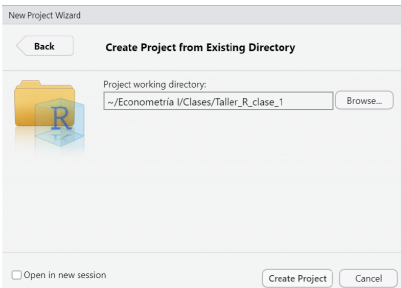 New Project Wizard
Back
Create Project from Existing Directory
Project working directory:
~/Econometría I/Clases/Taller_R_clase_1
Browse...
R
Open in new session
Create Project
Cancel